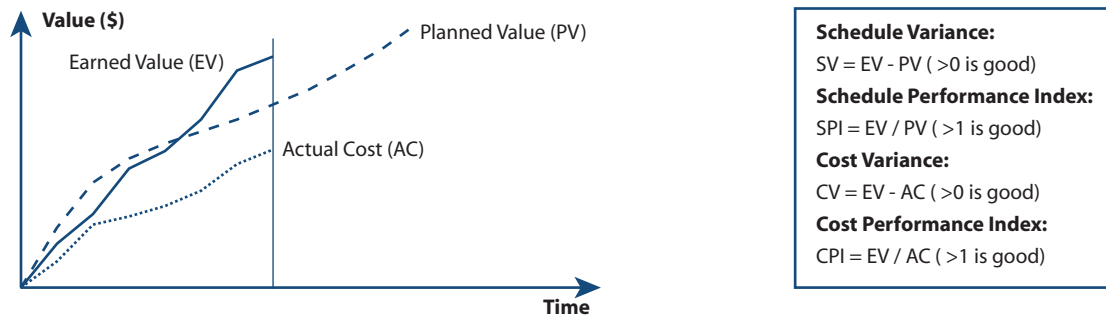 Value ($)
Earned Value (EV)
Planned Value (PV)
Actual Cost (AC)
Time
Schedule Variance:
SV = EV - PV ( >0 is good)
Schedule Performance Index:
SPI = EV / PV ( >1 is good)
Cost Variance:
CV = EV - AC ( >0 is good)
Cost Performance Index:
CPI = EV / AC ( >1 is good)